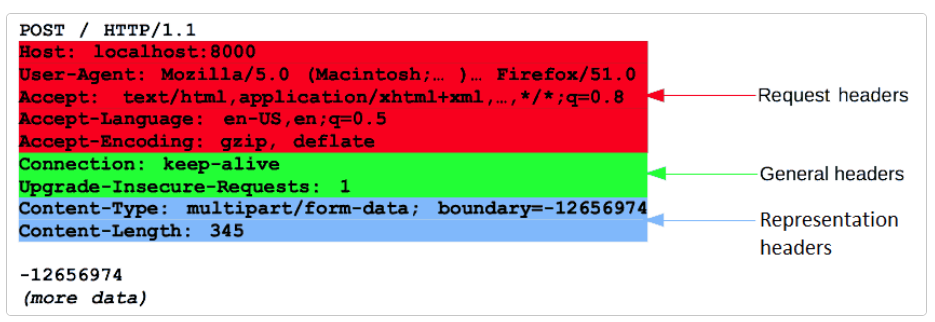 POST / HTTP/1.1
Host: localhost:8000
User-Agent: Mozilla/5.0 (Macintosh;… )… Firefox/51.0
Accept: text/html,application/xhtml+xml,…,*/*;q=0.8
Accept-Language: en-US,en;q=0.5
Accept-Encoding: gzip, deflate
Request headers
Connection: keep-alive
Upgrade-Insecure-Requests: 1
General headers
Content-Type: multipart/form-data; boundary=-12656974
Content-Length: 345
Representation
headers
-12656974
(more data)